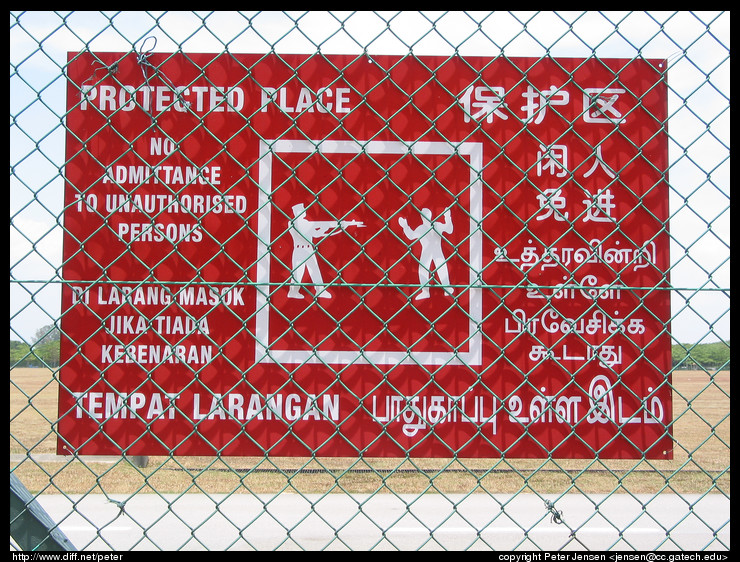 PROTECTED PLACE
保护区
NO
ADMITTANCE
TO UNAUTHORISED
PERSONS
闲人
免进
DI LARANG MASOK
JIKA TIADA
KEBENARAN
உத்தரவின்றி
உள்ளே
பிரவேசிக்க
கூடாது
TEMPAT LARANGAN
பாதுகாப்பு உள்ள இடம்
http://www.diff.net/peter
copyright Peter Jensen <jensen@cc.gatech.edu>